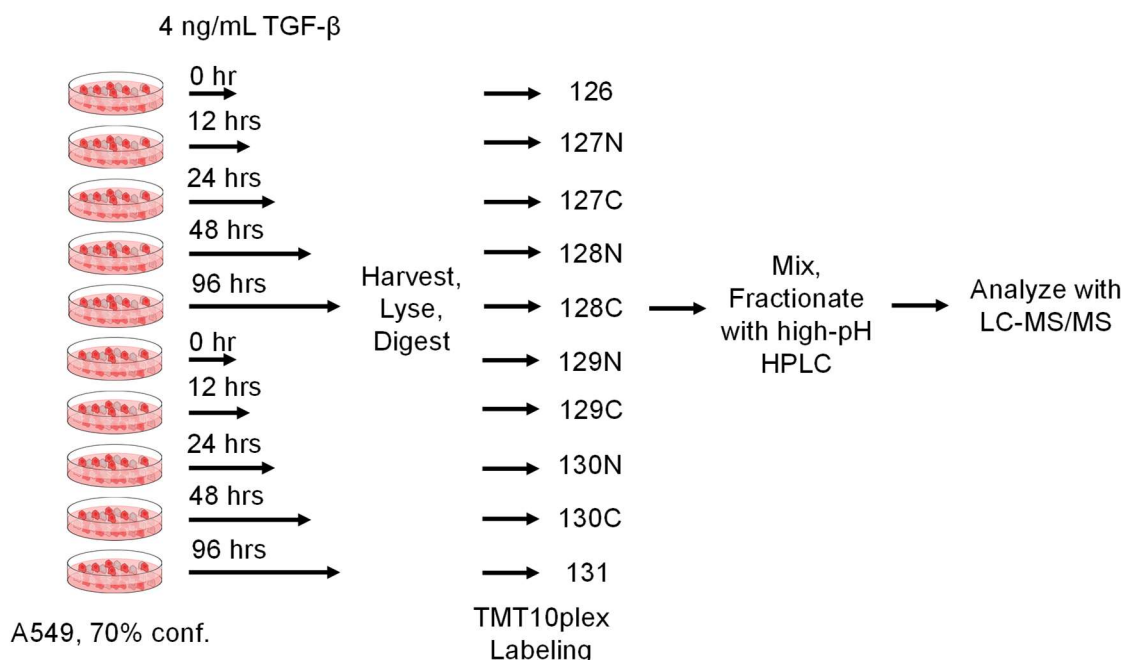 4 ng/mL TGF-β
0 hr
12 hrs
24 hrs
48 hrs
96 hrs
0 hr
12 hrs
24 hrs
48 hrs
96 hrs
A549, 70% conf.
Harvest,
Lyse,
Digest
126
127N
127C
128N
128C
129N
129C
130N
130C
131
TMT10plex
Labeling
Mix,
Fractionate
with high-pH
HPLC
Analyze with
LC-MS/MS